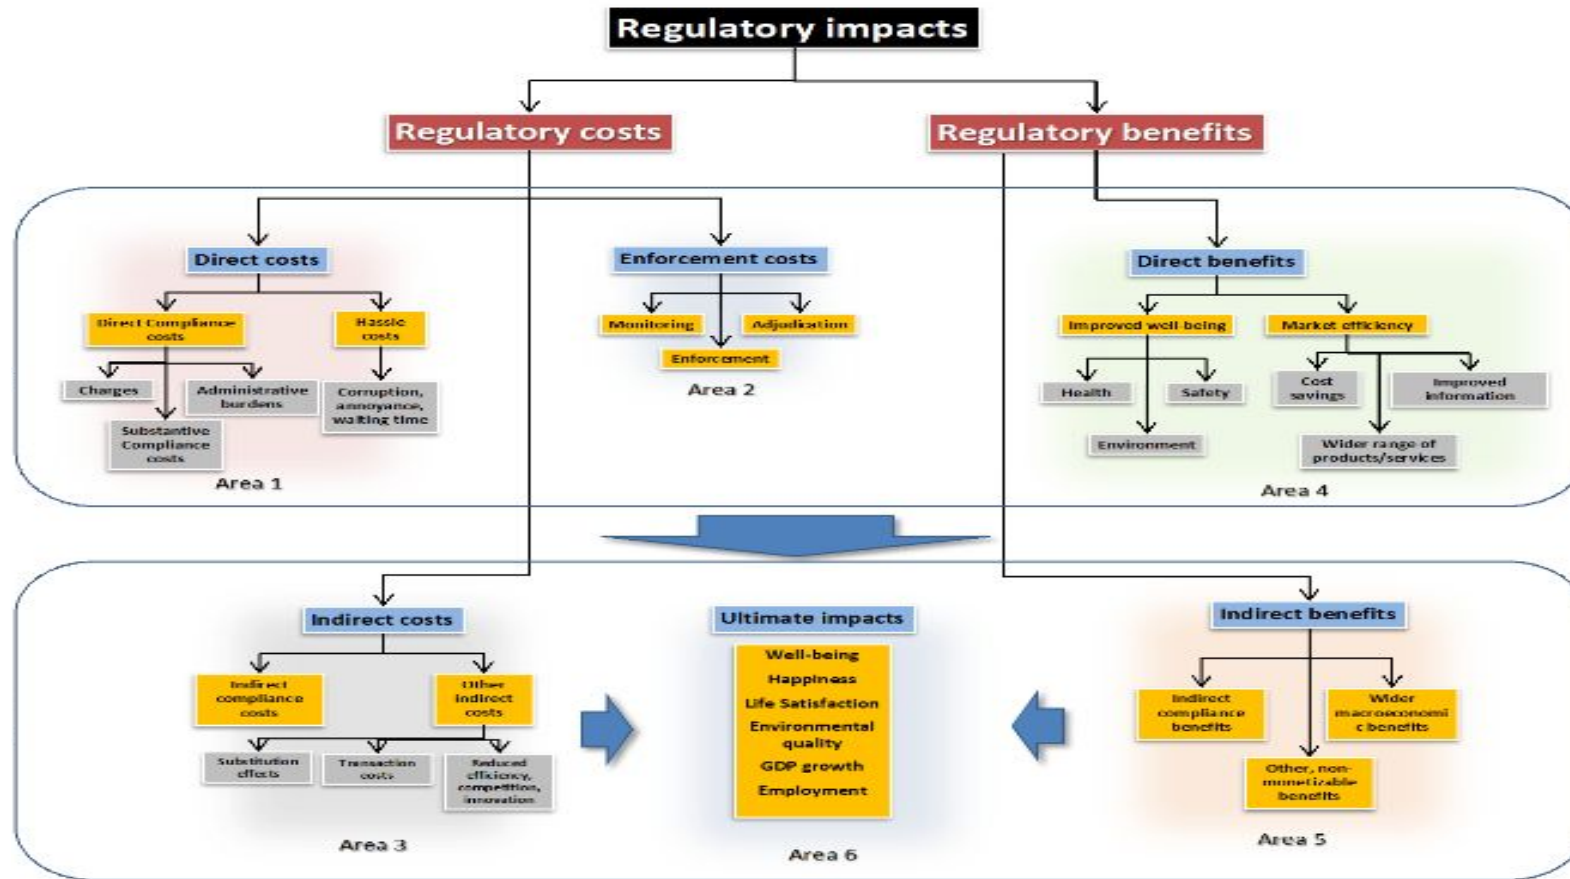 Regulatory impacts
Regulatory costs
Regulatory benefits
Direct costs
Enforcement costs
Direct benefits
Direct Compliance
costs
Hassle
costs
Monitoring
Adjudication
Enforcement
Improved well-being
Market efficiency
Charges
Administrative
burdens
Substantive
Compliance
costs
Corruption,
annoyance,
waiting time
Health
Safety
Environment
Cost
savings
Improved
information
Wider range of
products/services
Area 1
Area 2
Area 4
Indirect costs
Ultimate impacts
Indirect benefits
Indirect
compliance
costs
Other
indirect
costs
Substitution
effects
Transaction
costs
Reduced
efficiency,
competition,
innovation
Well-being
Happiness
Life Satisfaction
Environmental
quality
GDP growth
Employment
Indirect
compliance
benefits
Wider
macroeconomi
c benefits
Other, non-
monetizable
benefits
Area 3
Area 6
Area 5